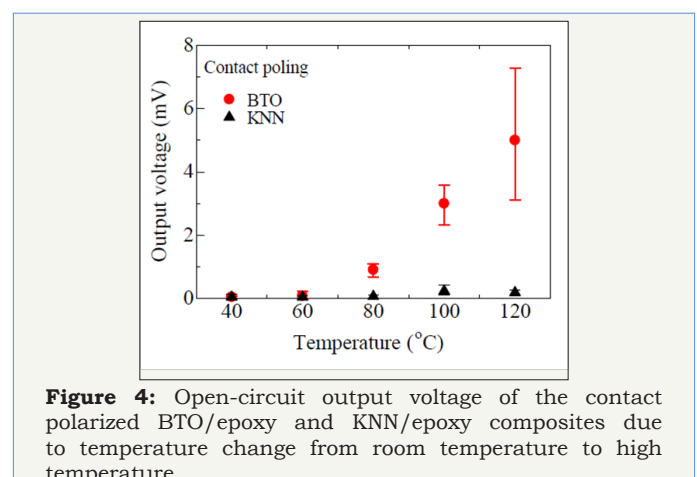 8
Contact poling
BTO
KNN
6
4
2
0
Output voltage (mV)
40 60 80 100 120
Temperature (°C)
Figure 4: Open-circuit output voltage of the contact
polarized BTO/epoxy and KNN/epoxy composites due
to temperature change from room temperature to high
temperature